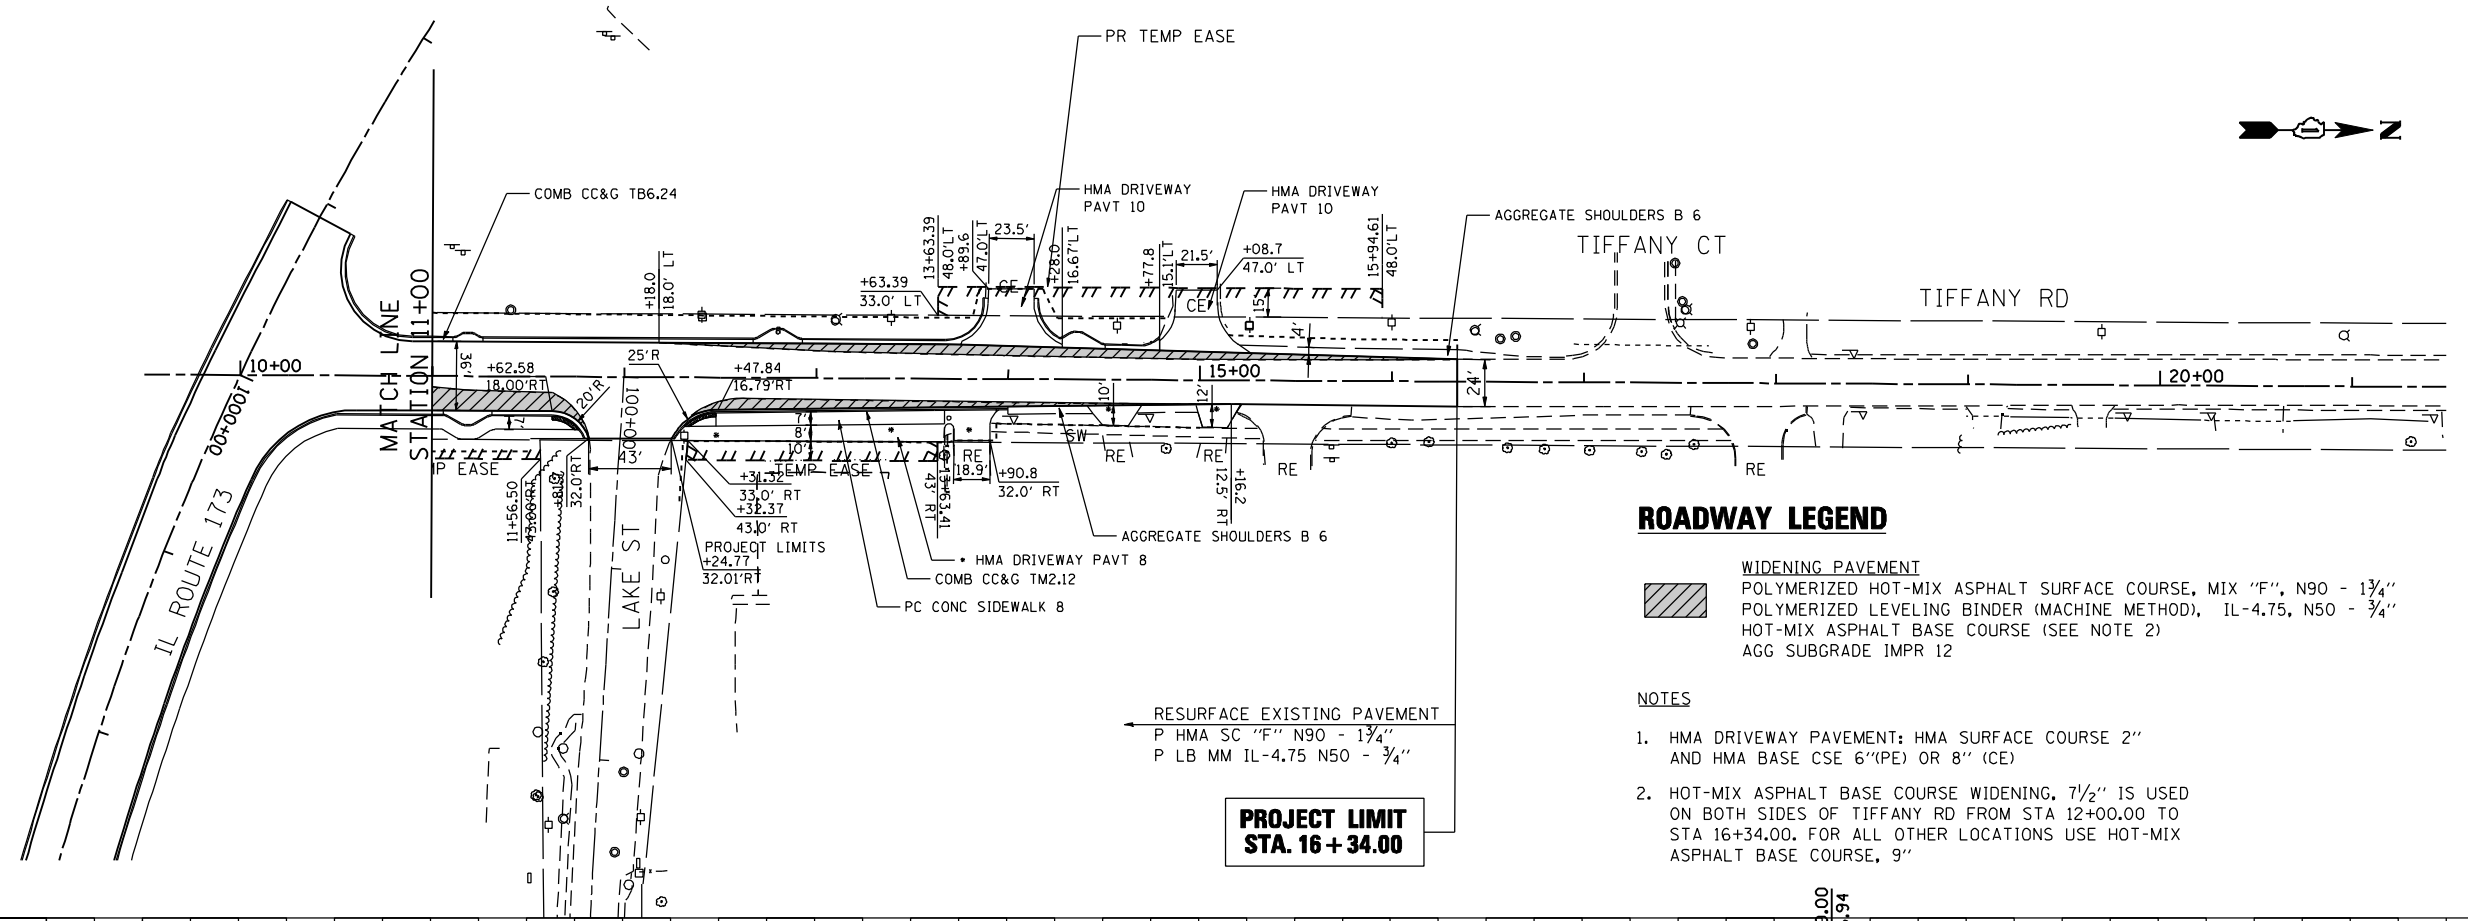 PR TEMP EASE
N
COMB CC&G TB6.24
HMA DRIVEWAY
PAVT 10
HMA DRIVEWAY
PAVT 10
AGGREGATE SHOULDERS B 6
TIFFANY CT
TIFFANY RD
13+63.39
48.0'LT
+89.6
47.0'LT
23.5'
+28.0
16.67'LT
+77.8
15.1'LT
21.5'
+08.7
47.0' LT
15+94.61
48.0'LT
+18.0
18.0' LT
+63.39
33.0' LT
CE
CE
15'
4'
MATCH LINE
STATION 11+00
10+00
36'
+62.58
18.00'RT
20'R
25'R
+47.84
16.79'RT
15+00
20+00
24'
10'
12'
1000+00
100+00
7'
7'
8'
10'
43'
SW
RE
RE
RE
RE
RE
IP EASE
TEMP EASE
18.9'
+90.8
32.0' RT
13+63.41
43' RT
+16.2
12.5' RT
11+56.50
43.00'RT
32.0'RT
+31.32
33.0' RT
+32.37
43.0' RT
PROJECT LIMITS
+24.77
32.01'RT
AGGREGATE SHOULDERS B 6
* HMA DRIVEWAY PAVT 8
COMB CC&G TM2.12
PC CONC SIDEWALK 8
IL ROUTE 173
LAKE ST
ROADWAY LEGEND
WIDENING PAVEMENT
POLYMERIZED HOT-MIX ASPHALT SURFACE COURSE, MIX "F", N90 - 1¾"
POLYMERIZED LEVELING BINDER (MACHINE METHOD), IL-4.75, N50 - ¾"
HOT-MIX ASPHALT BASE COURSE (SEE NOTE 2)
AGG SUBGRADE IMPR 12
NOTES
1. HMA DRIVEWAY PAVEMENT: HMA SURFACE COURSE 2"
AND HMA BASE CSE 6"(PE) OR 8" (CE)
2. HOT-MIX ASPHALT BASE COURSE WIDENING, 7½" IS USED
ON BOTH SIDES OF TIFFANY RD FROM STA 12+00.00 TO
STA 16+34.00. FOR ALL OTHER LOCATIONS USE HOT-MIX
ASPHALT BASE COURSE, 9"
RESURFACE EXISTING PAVEMENT
P HMA SC "F" N90 - 1¾"
P LB MM IL-4.75 N50 - ¾"
PROJECT LIMIT
STA. 16+34.00